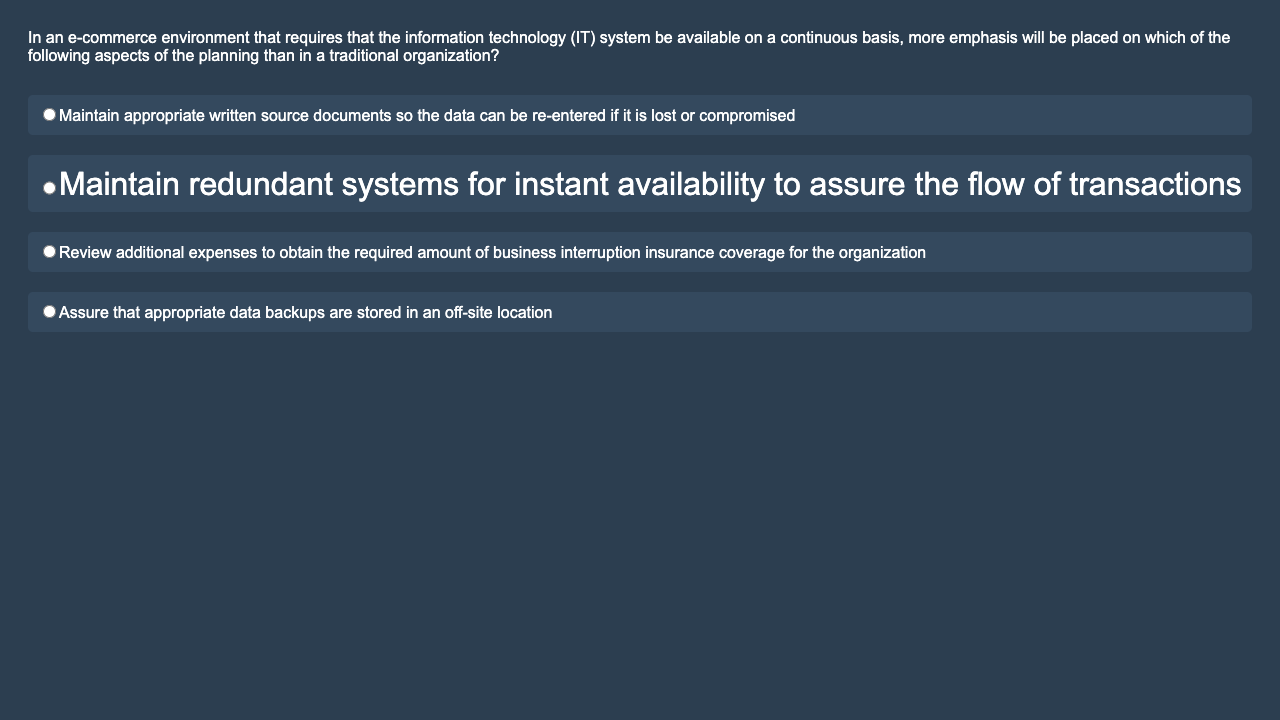 In an e-commerce environment that requires that the information technology (IT) system be available on a continuous basis, more emphasis will be placed on which of the
following aspects of the planning than in a traditional organization?
Maintain appropriate written source documents so the data can be re-entered if it is lost or compromised
Maintain redundant systems for instant availability to assure the flow of transactions
Review additional expenses to obtain the required amount of business interruption insurance coverage for the organization
Assure that appropriate data backups are stored in an off-site location